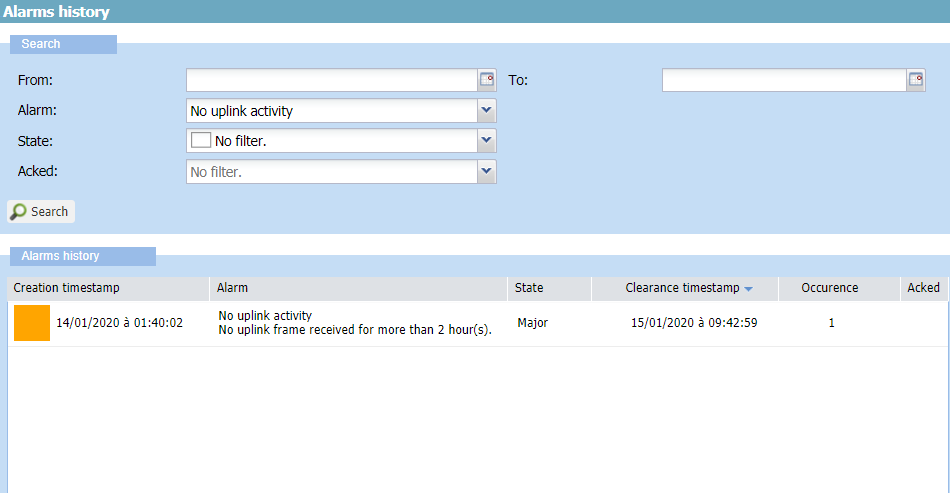 Alarms history
Search
From:
To:
Alarm:
No uplink activity
State:
No filter.
Acked:
No filter.
Search
Alarms history
Creation timestamp Alarm State Clearance timestamp Occurence Acked
14/01/2020 à 01:40:02
No uplink activity
No uplink frame received for more than 2 hour(s).
Major
15/01/2020 à 09:42:59
1